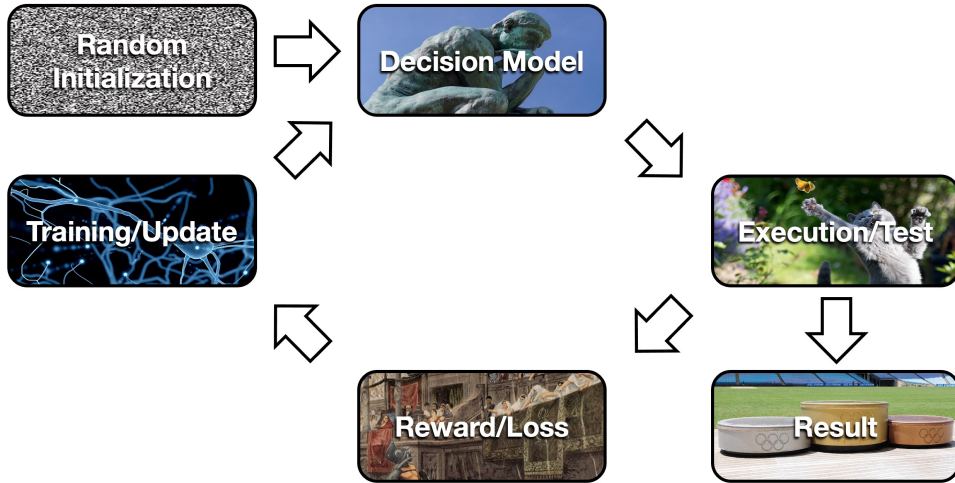 Random
Initialization
Decision Model
Training/Update
Execution/Test
Reward/Loss
Result